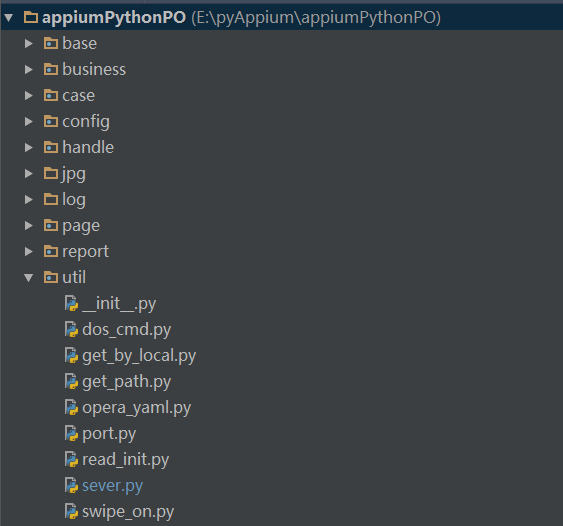 appiumPythonPO (E:\pyAppium\appiumPythonPO)
base
business
case
config
handle
jpg
log
page
report
util
__init__.py
dos_cmd.py
get_by_local.py
get_path.py
opera_yaml.py
port.py
read_init.py
sever.py
swipe_on.py